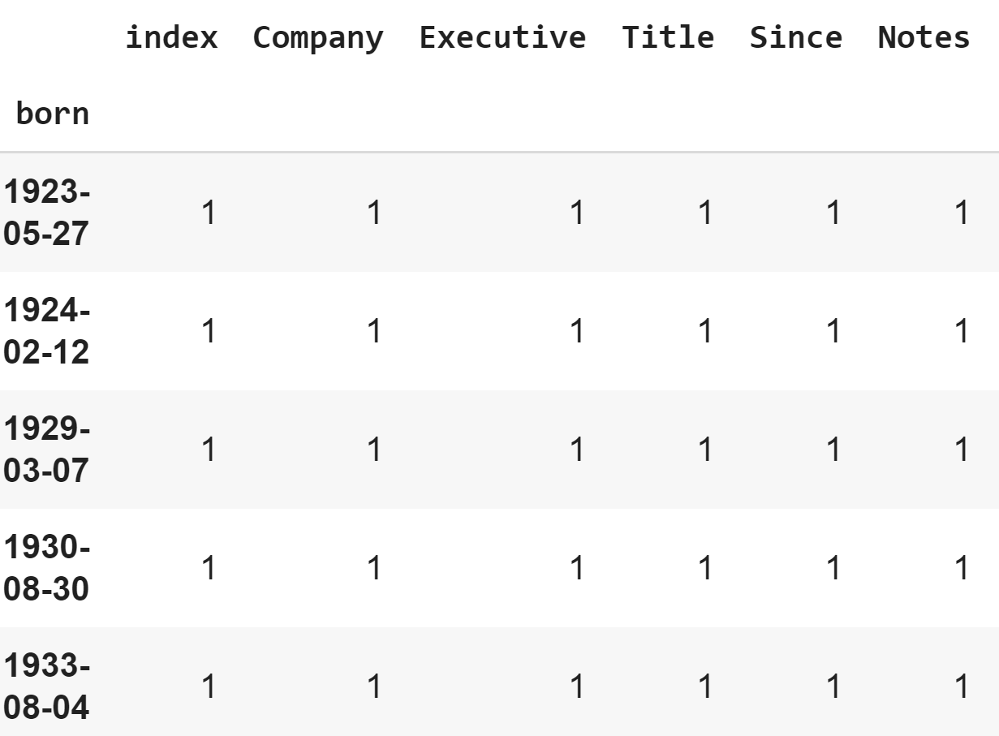 index Company Executive Title Since Notes
born
1923-
05-27 1 1 1 1 1 1
1924-
02-12 1 1 1 1 1 1
1929-
03-07 1 1 1 1 1 1
1930-
08-30 1 1 1 1 1 1
1933-
08-04 1 1 1 1 1 1